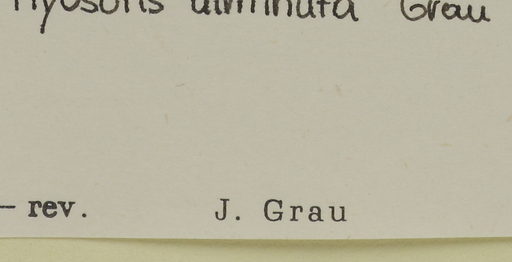 Myosotis diminuta Grau
– rev. J. Grau